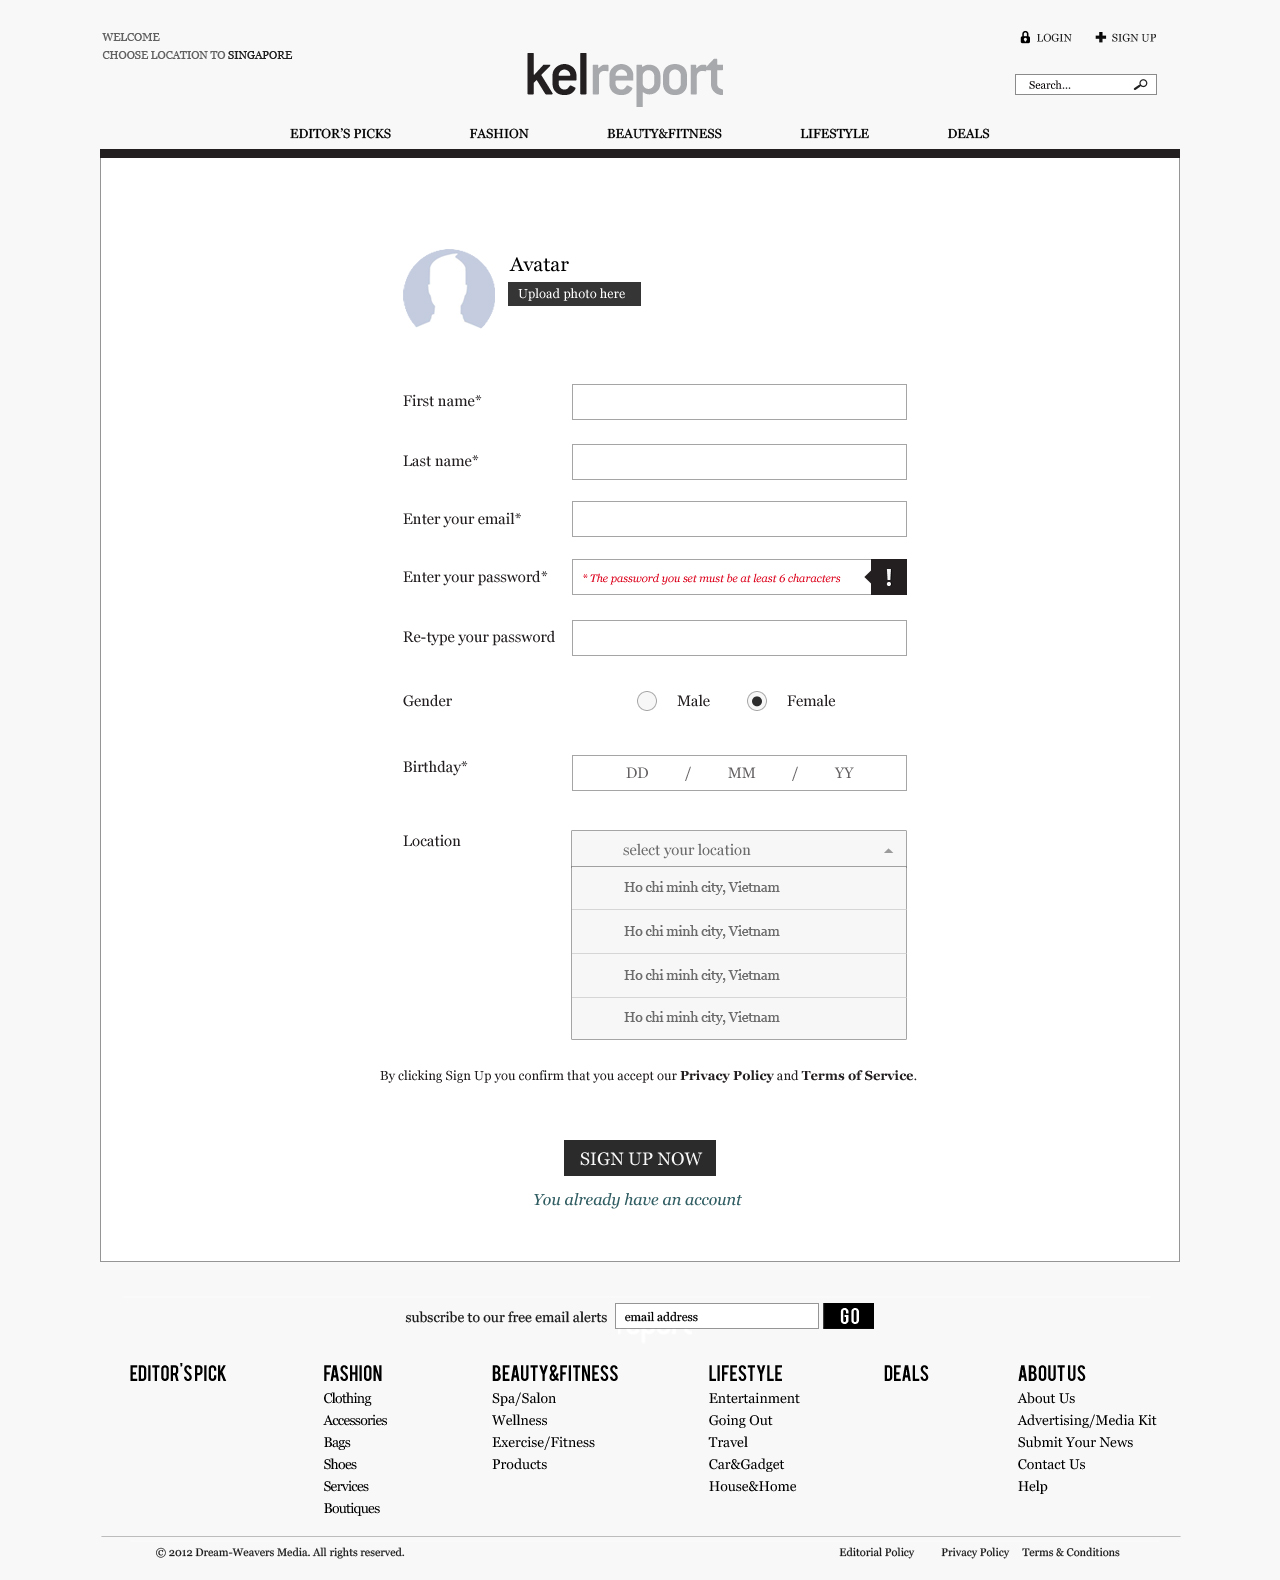 WELCOME
CHOOSE LOCATION TO SINGAPORE
LOGIN
SIGN UP
kelreport
Search...
EDITOR'S PICKS
FASHION
BEAUTY&FITNESS
LIFESTYLE
DEALS
Avatar
Upload photo here
First name*
Last name*
Enter your email*
Enter your password*
* The password you set must be at least 6 characters
!
Re-type your password
Gender
Male
Female
Birthday*
DD / MM / YY
Location
select your location
Ho chi minh city, Vietnam
Ho chi minh city, Vietnam
Ho chi minh city, Vietnam
Ho chi minh city, Vietnam
By clicking Sign Up you confirm that you accept our Privacy Policy and Terms of Service.
SIGN UP NOW
You already have an account
subscribe to our free email alerts
email address
GO
report
EDITOR'S PICK
FASHION
Clothing
Accessories
Bags
Shoes
Services
Boutiques
BEAUTY&FITNESS
Spa/Salon
Wellness
Exercise/Fitness
Products
LIFESTYLE
Entertainment
Going Out
Travel
Car&Gadget
House&Home
DEALS
ABOUT US
About Us
Advertising/Media Kit
Submit Your News
Contact Us
Help
© 2012 Dream-Weavers Media. All rights reserved.
Editorial Policy
Privacy Policy
Terms & Conditions